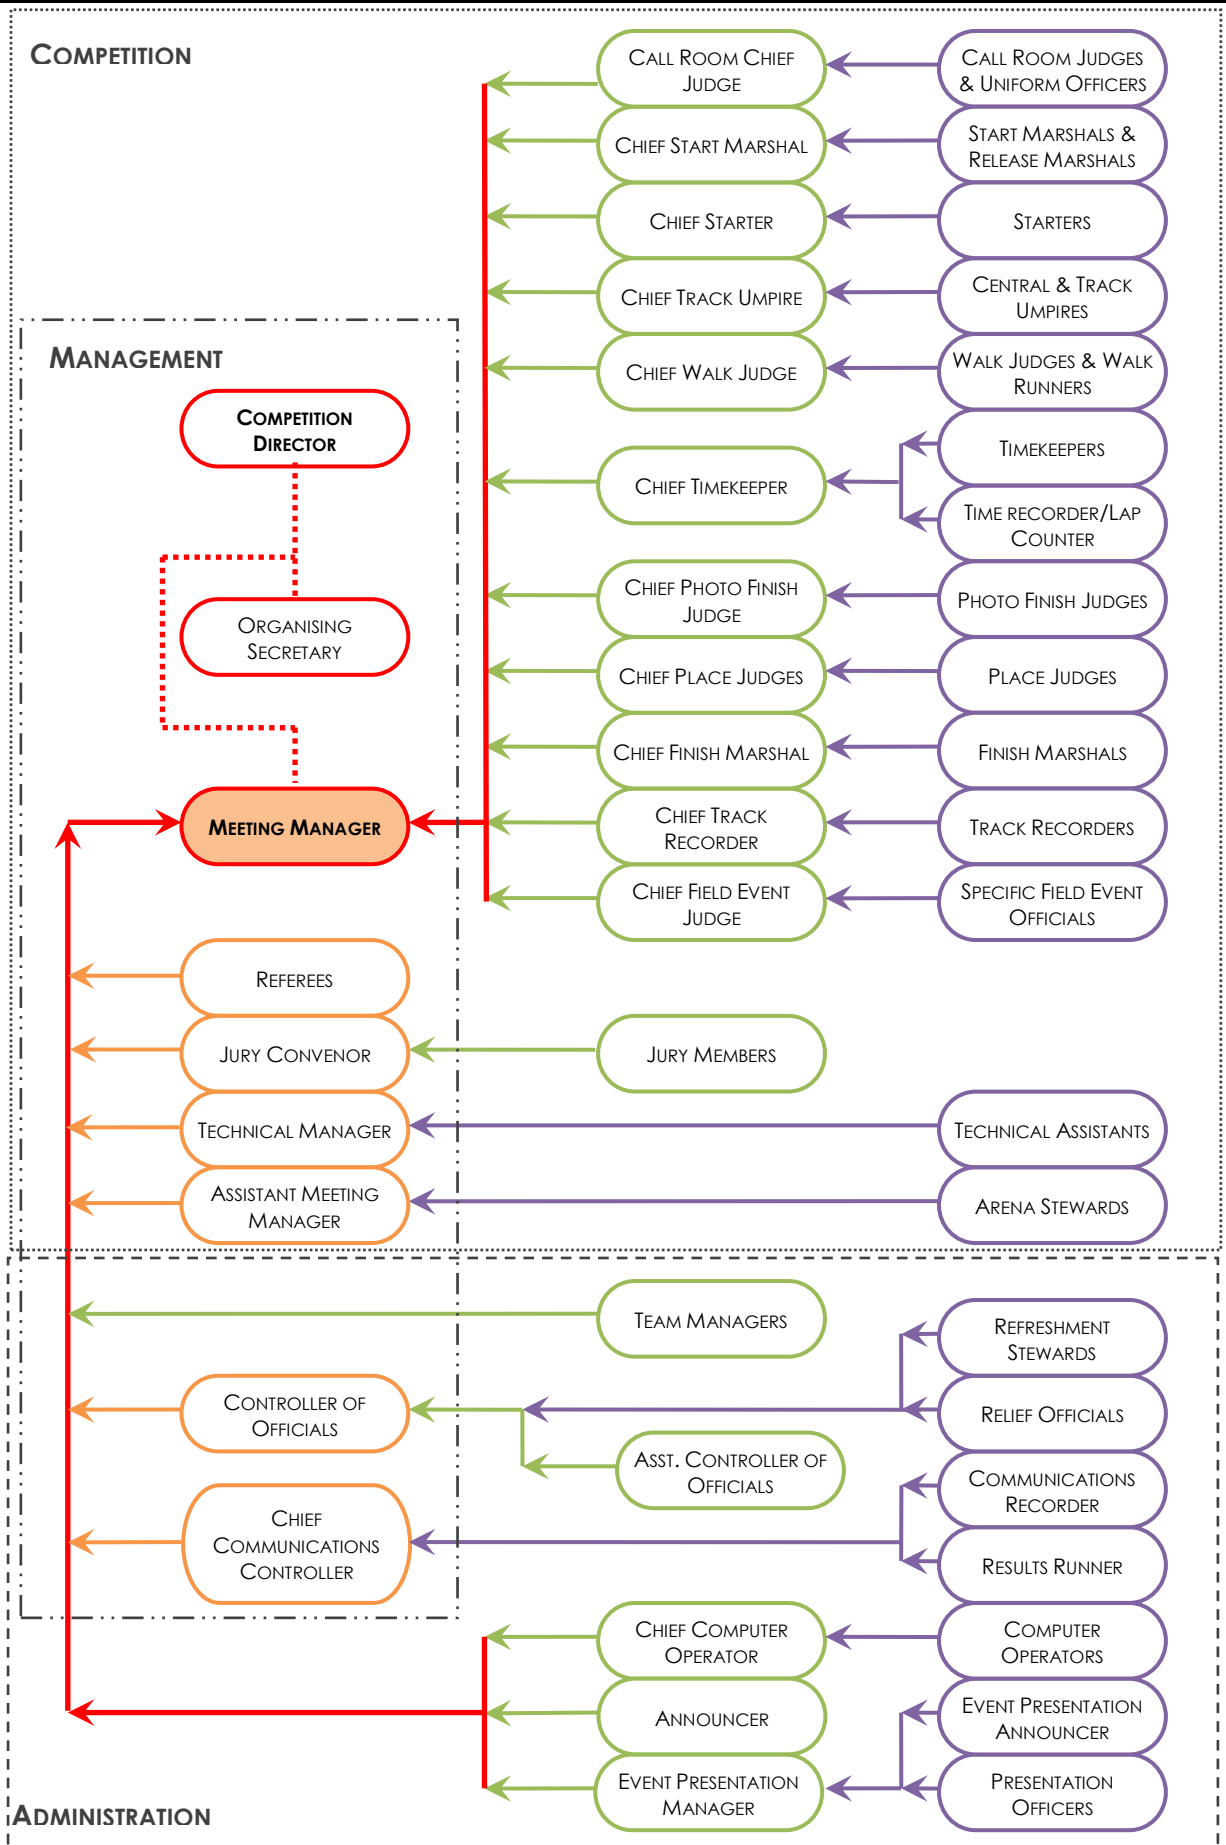 COMPETITION
CALL ROOM CHIEF
JUDGE
CALL ROOM JUDGES
& UNIFORM OFFICERS
CHIEF START MARSHAL
START MARSHALS &
RELEASE MARSHALS
CHIEF STARTER
STARTERS
CHIEF TRACK UMPIRE
CENTRAL & TRACK
UMPIRES
MANAGEMENT
CHIEF WALK JUDGE
WALK JUDGES & WALK
RUNNERS
COMPETITION
DIRECTOR
CHIEF TIMEKEEPER
TIMEKEEPERS
TIME RECORDER/LAP
COUNTER
ORGANISING
SECRETARY
CHIEF PHOTO FINISH
JUDGE
PHOTO FINISH JUDGES
CHIEF PLACE JUDGES
PLACE JUDGES
CHIEF FINISH MARSHAL
FINISH MARSHALS
MEETING MANAGER
CHIEF TRACK
RECORDER
TRACK RECORDERS
CHIEF FIELD EVENT
JUDGE
SPECIFIC FIELD EVENT
OFFICIALS
REFEREES
JURY CONVENOR
JURY MEMBERS
TECHNICAL MANAGER
TECHNICAL ASSISTANTS
ASSISTANT MEETING
MANAGER
ARENA STEWARDS
TEAM MANAGERS
REFRESHMENT
STEWARDS
CONTROLLER OF
OFFICIALS
RELIEF OFFICIALS
ASST. CONTROLLER OF
OFFICIALS
COMMUNICATIONS
RECORDER
CHIEF
COMMUNICATIONS
CONTROLLER
RESULTS RUNNER
CHIEF COMPUTER
OPERATOR
COMPUTER
OPERATORS
ANNOUNCER
EVENT PRESENTATION
ANNOUNCER
EVENT PRESENTATION
MANAGER
PRESENTATION
OFFICERS
ADMINISTRATION